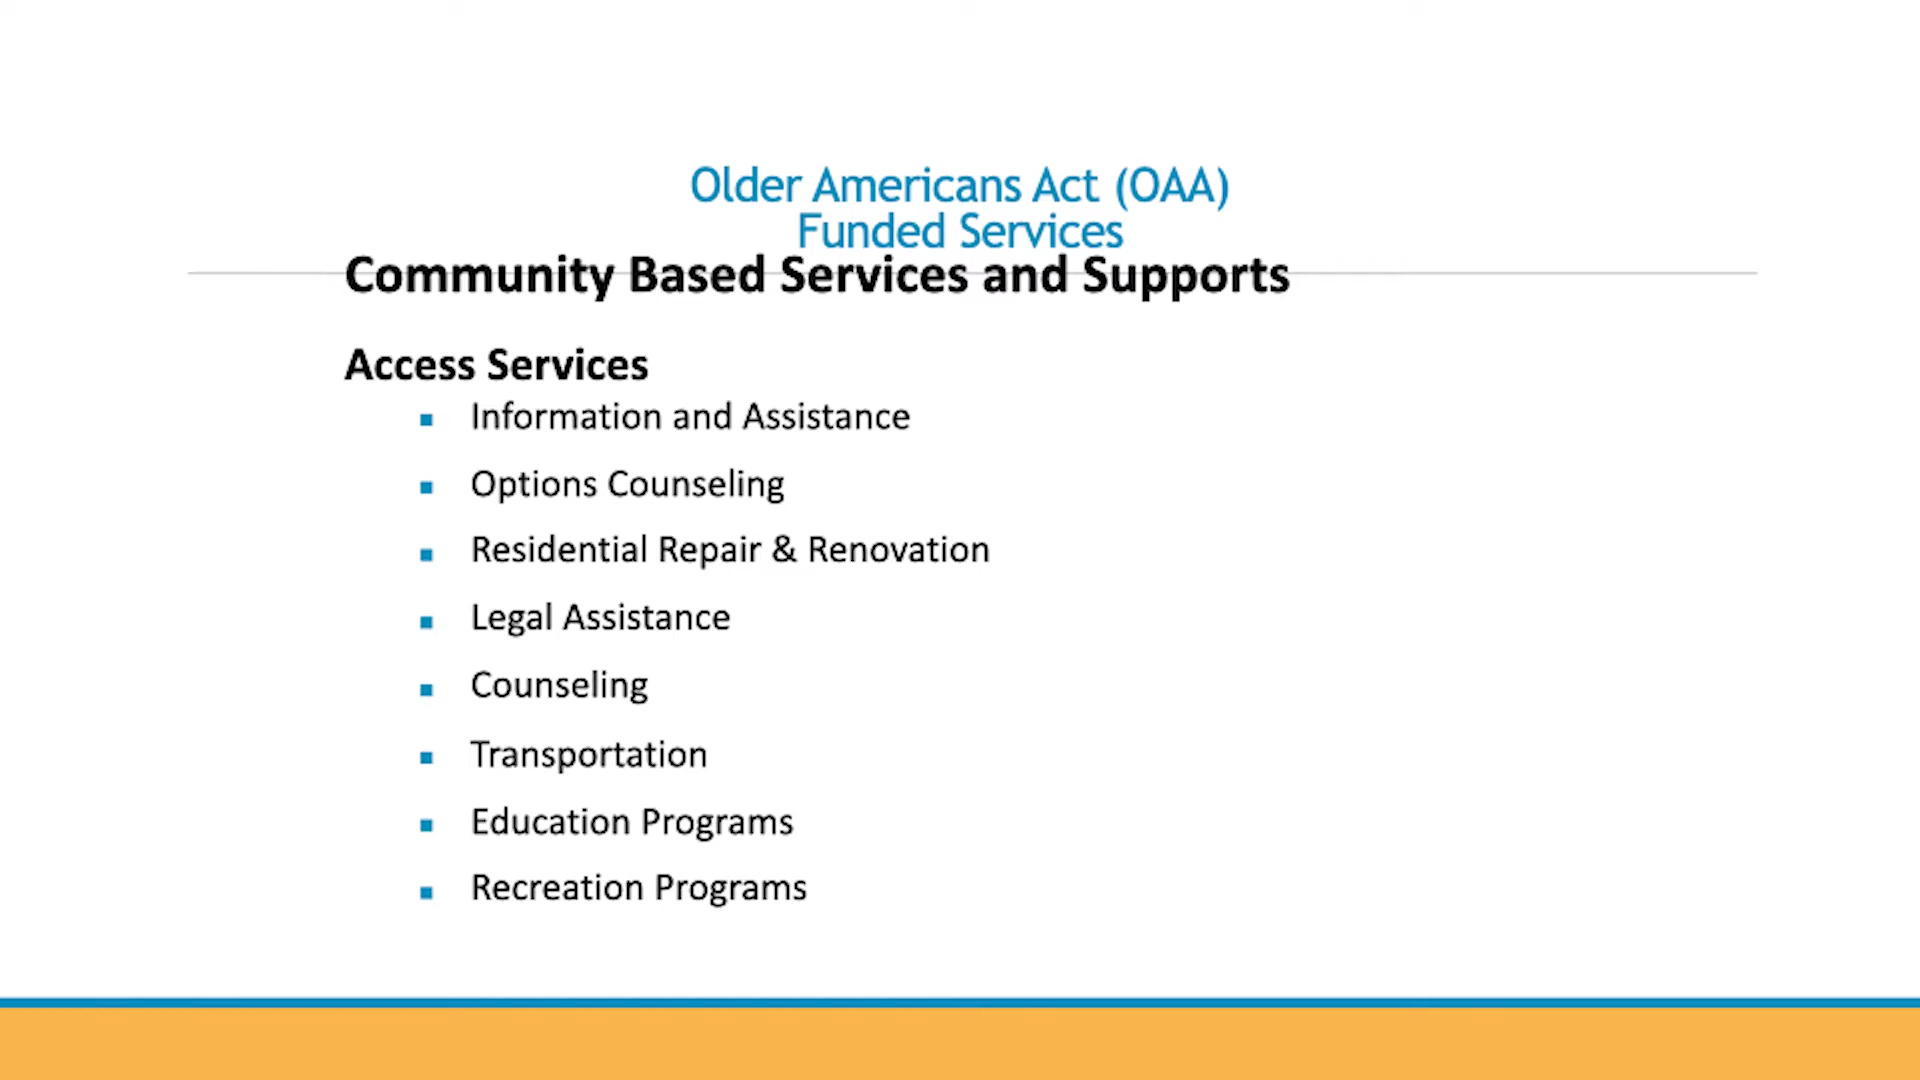 Older Americans Act (OAA)
Funded Services
Community Based Services and Supports
Access Services
Information and Assistance
Options Counseling
Residential Repair & Renovation
Legal Assistance
Counseling
Transportation
Education Programs
Recreation Programs